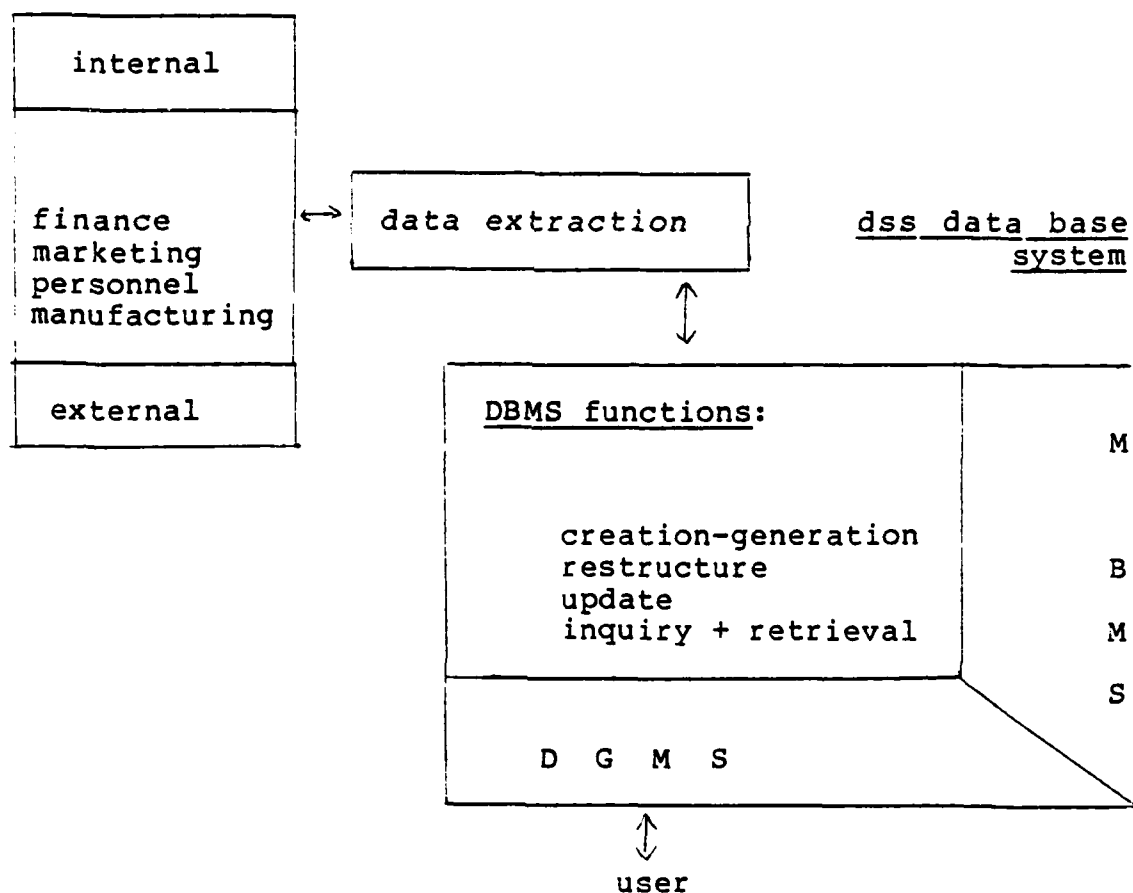 internal
finance
marketing
personnel
manufacturing
external
data extraction
dss data base
system
DBMS functions:
creation-generation
restructure
update
inquiry + retrieval
M
B
M
S
D G M S
user